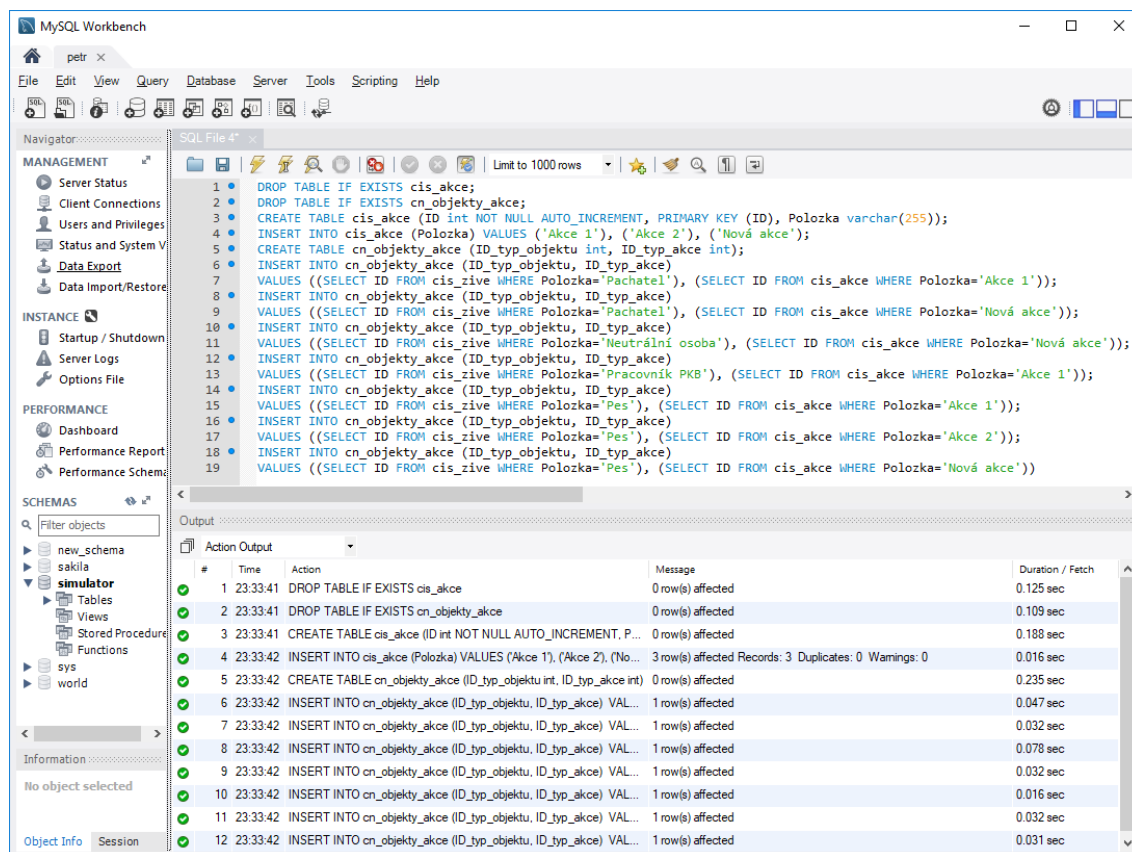 MySQL Workbench
petr
File Edit View Query Database Server Tools Scripting Help
Navigator
MANAGEMENT
Server Status
Client Connections
Users and Privileges
Status and System V
Data Export
Data Import/Restore
INSTANCE
Startup / Shutdown
Server Logs
Options File
PERFORMANCE
Dashboard
Performance Report
Performance Schema
SCHEMAS
Filter objects
new_schema
sakila
simulator
Tables
Views
Stored Procedure
Functions
sys
world
Information
No object selected
Object Info Session
SQL File 4*
Limit to 1000 rows
1 DROP TABLE IF EXISTS cis_akce;
2 DROP TABLE IF EXISTS cn_objekty_akce;
3 CREATE TABLE cis_akce (ID int NOT NULL AUTO_INCREMENT, PRIMARY KEY (ID), Polozka varchar(255));
4 INSERT INTO cis_akce (Polozka) VALUES ('Akce 1'), ('Akce 2'), ('Nová akce');
5 CREATE TABLE cn_objekty_akce (ID_typ_objektu int, ID_typ_akce int);
6 INSERT INTO cn_objekty_akce (ID_typ_objektu, ID_typ_akce)
7 VALUES ((SELECT ID FROM cis_zive WHERE Polozka='Pachatel'), (SELECT ID FROM cis_akce WHERE Polozka='Akce 1'));
8 INSERT INTO cn_objekty_akce (ID_typ_objektu, ID_typ_akce)
9 VALUES ((SELECT ID FROM cis_zive WHERE Polozka='Pachatel'), (SELECT ID FROM cis_akce WHERE Polozka='Nová akce'));
10 INSERT INTO cn_objekty_akce (ID_typ_objektu, ID_typ_akce)
11 VALUES ((SELECT ID FROM cis_zive WHERE Polozka='Neutrální osoba'), (SELECT ID FROM cis_akce WHERE Polozka='Nová akce'));
12 INSERT INTO cn_objekty_akce (ID_typ_objektu, ID_typ_akce)
13 VALUES ((SELECT ID FROM cis_zive WHERE Polozka='Pracovník PKB'), (SELECT ID FROM cis_akce WHERE Polozka='Akce 1'));
14 INSERT INTO cn_objekty_akce (ID_typ_objektu, ID_typ_akce)
15 VALUES ((SELECT ID FROM cis_zive WHERE Polozka='Pes'), (SELECT ID FROM cis_akce WHERE Polozka='Akce 1'));
16 INSERT INTO cn_objekty_akce (ID_typ_objektu, ID_typ_akce)
17 VALUES ((SELECT ID FROM cis_zive WHERE Polozka='Pes'), (SELECT ID FROM cis_akce WHERE Polozka='Akce 2'));
18 INSERT INTO cn_objekty_akce (ID_typ_objektu, ID_typ_akce)
19 VALUES ((SELECT ID FROM cis_zive WHERE Polozka='Pes'), (SELECT ID FROM cis_akce WHERE Polozka='Nová akce'))
Output
Action Output
# Time Action Message Duration / Fetch
1 23:33:41 DROP TABLE IF EXISTS cis_akce 0 row(s) affected 0.125 sec
2 23:33:41 DROP TABLE IF EXISTS cn_objekty_akce 0 row(s) affected 0.109 sec
3 23:33:41 CREATE TABLE cis_akce (ID int NOT NULL AUTO_INCREMENT, P... 0 row(s) affected 0.188 sec
4 23:33:42 INSERT INTO cis_akce (Polozka) VALUES ('Akce 1'), ('Akce 2'), ('No... 3 row(s) affected Records: 3 Duplicates: 0 Warnings: 0 0.016 sec
5 23:33:42 CREATE TABLE cn_objekty_akce (ID_typ_objektu int, ID_typ_akce int) 0 row(s) affected 0.235 sec
6 23:33:42 INSERT INTO cn_objekty_akce (ID_typ_objektu, ID_typ_akce) VAL... 1 row(s) affected 0.047 sec
7 23:33:42 INSERT INTO cn_objekty_akce (ID_typ_objektu, ID_typ_akce) VAL... 1 row(s) affected 0.032 sec
8 23:33:42 INSERT INTO cn_objekty_akce (ID_typ_objektu, ID_typ_akce) VAL... 1 row(s) affected 0.078 sec
9 23:33:42 INSERT INTO cn_objekty_akce (ID_typ_objektu, ID_typ_akce) VAL... 1 row(s) affected 0.032 sec
10 23:33:42 INSERT INTO cn_objekty_akce (ID_typ_objektu, ID_typ_akce) VAL... 1 row(s) affected 0.016 sec
11 23:33:42 INSERT INTO cn_objekty_akce (ID_typ_objektu, ID_typ_akce) VAL... 1 row(s) affected 0.032 sec
12 23:33:42 INSERT INTO cn_objekty_akce (ID_typ_objektu, ID_typ_akce) VAL... 1 row(s) affected 0.031 sec